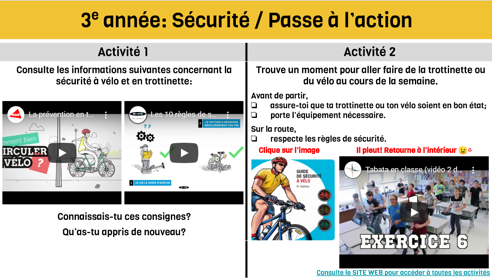 3e année: Sécurité / Passe à l'action
Activité 1
Consulte les informations suivantes concernant la
sécurité à vélo et en trottinette:
La prévention en t...
Les 10 règles de s...
CIRCULER
VÉLO ?
Connaissais-tu ces consignes?
Qu'as-tu appris de nouveau?
Activité 2
Trouve un moment pour aller faire de la trottinette ou
du vélo au cours de la semaine.
Avant de partir,
❏ assure-toi que ta trottinette ou ton vélo soient en bon état;
❏ porte l'équipement nécessaire.
Sur la route,
❏ respecte les règles de sécurité.
Clique sur l'image
Il pleut! Retourne à l'intérieur
GUIDE
DE SÉCURITÉ
À VÉLO
Tabata en classe (vidéo 2 d...
EXERCICE 6
Consulte le SITE WEB pour accéder à toutes les activités